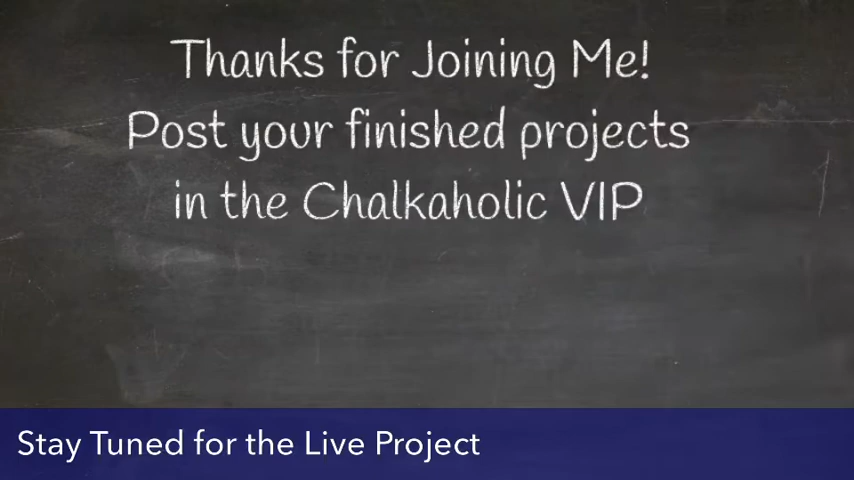 Thanks for Joining Me!
Post your finished projects
in the Chalkaholic VIP
Stay Tuned for the Live Project